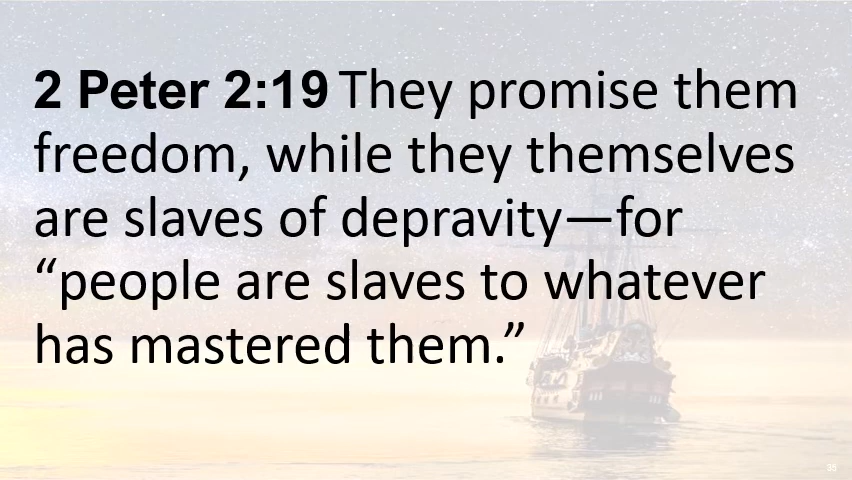 2 Peter 2:19 They promise them
freedom, while they themselves
are slaves of depravity—for
“people are slaves to whatever
has mastered them.”
35